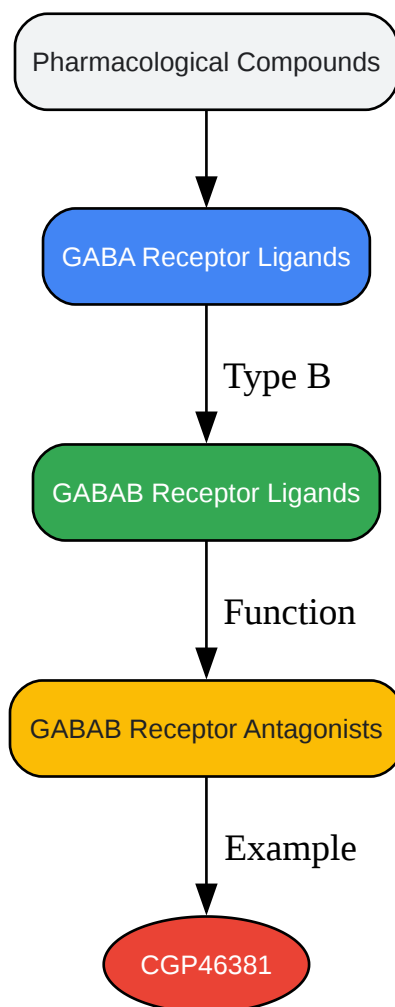 Pharmacological Compounds
GABA Receptor Ligands
Type B
GABAB Receptor Ligands
Function
GABAB Receptor Antagonists
Example
CGP46381